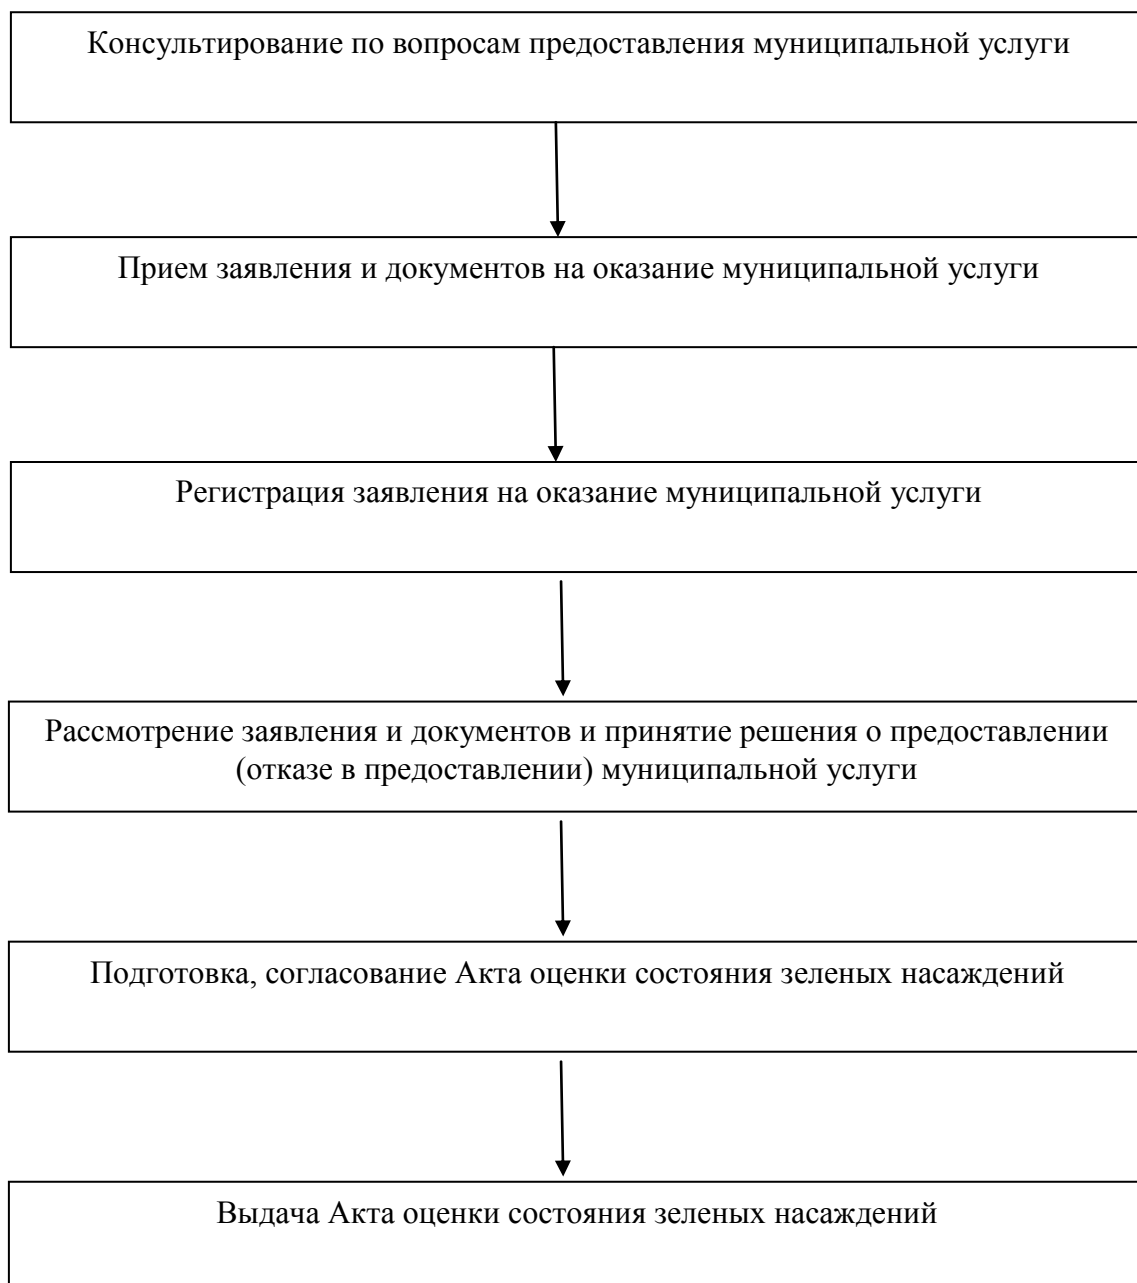 Консультирование по вопросам предоставления муниципальной услуги
Прием заявления и документов на оказание муниципальной услуги
Регистрация заявления на оказание муниципальной услуги
Рассмотрение заявления и документов и принятие решения о предоставлении
(отказе в предоставлении) муниципальной услуги
Подготовка, согласование Акта оценки состояния зеленых насаждений
Выдача Акта оценки состояния зеленых насаждений